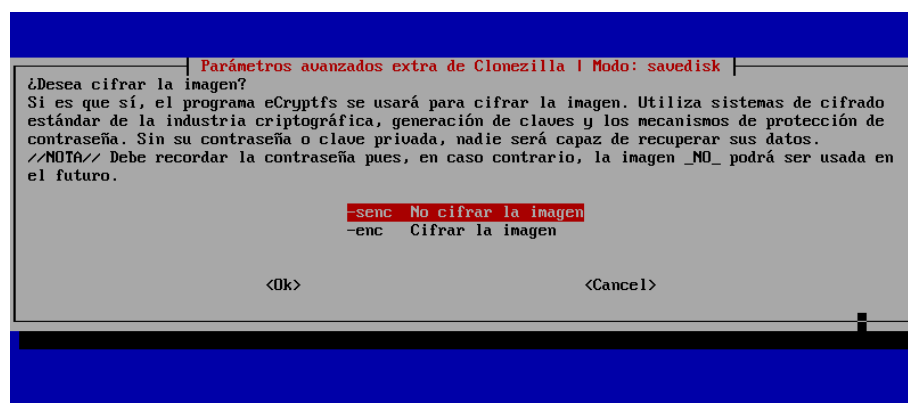 Parámetros avanzados extra de Clonezilla | Modo: savedisk
¿Desea cifrar la imagen?
Si es que sí, el programa eCryptfs se usará para cifrar la imagen. Utiliza sistemas de cifrado
estándar de la industria criptográfica, generación de claves y los mecanismos de protección de
contraseña. Sin su contraseña o clave privada, nadie será capaz de recuperar sus datos.
//NOTA// Debe recordar la contraseña pues, en caso contrario, la imagen _NO_ podrá ser usada en
el futuro.
-senc No cifrar la imagen
-enc Cifrar la imagen
<Ok> <Cancel>